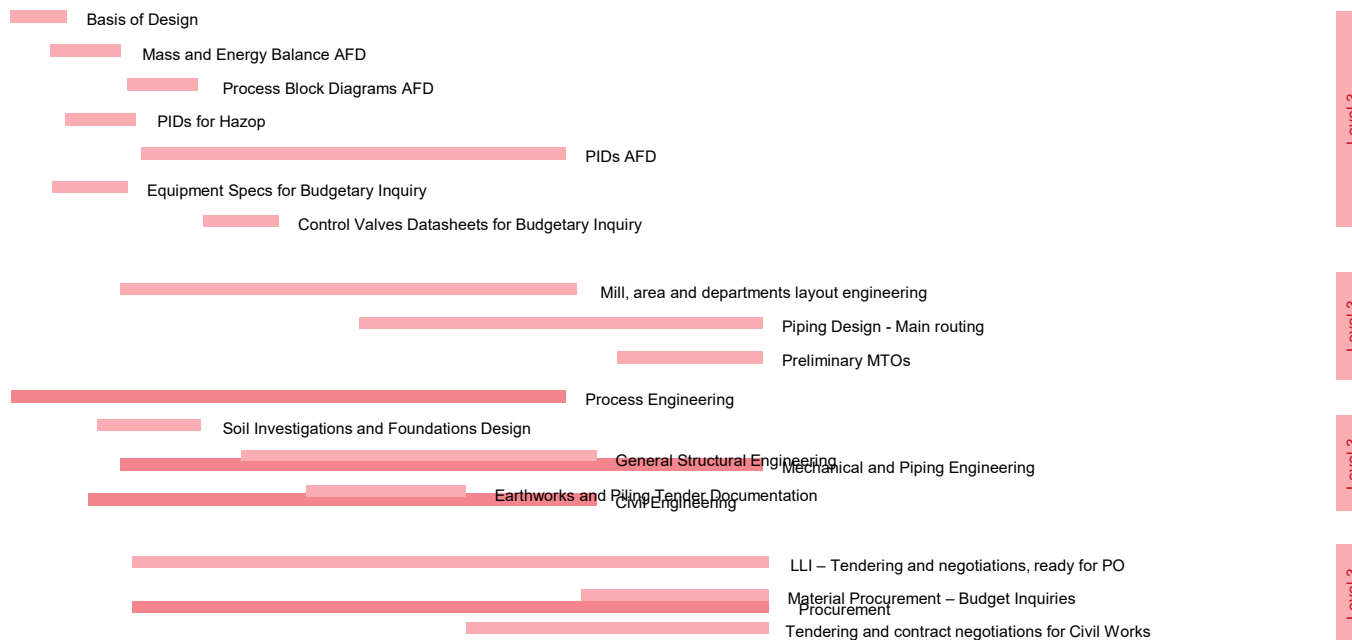 Basis of Design
Mass and Energy Balance AFD
Process Block Diagrams AFD
PIDs for Hazop
PIDs AFD
Equipment Specs for Budgetary Inquiry
Control Valves Datasheets for Budgetary Inquiry
Mill, area and departments layout engineering
Piping Design - Main routing
Preliminary MTOs
Process Engineering
Soil Investigations and Foundations Design
General Structural Engineering
Mechanical and Piping Engineering
Earthworks and Piling Tender Documentation
Civil Engineering
LLI – Tendering and negotiations, ready for PO
Material Procurement – Budget Inquiries
Procurement
Tendering and contract negotiations for Civil Works